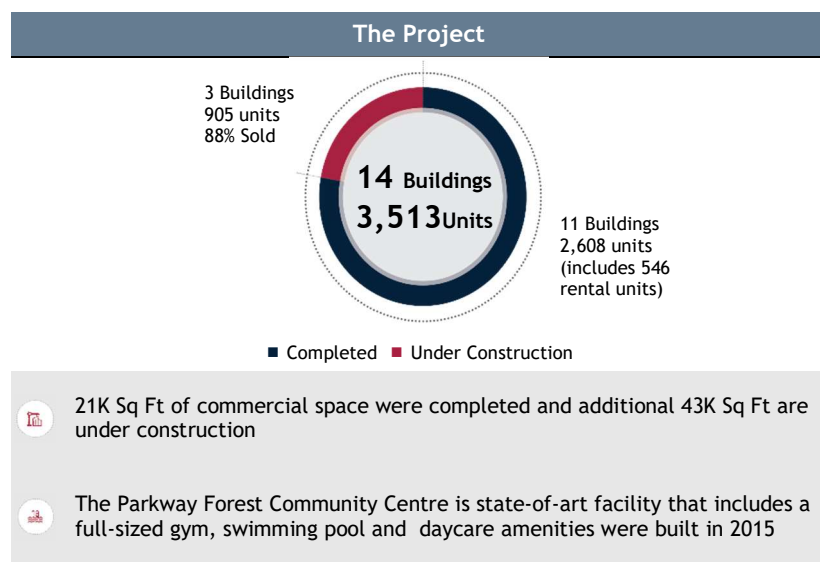 The Project
3 Buildings
905 units
88% Sold
14 Buildings
3,513Units
11 Buildings
2,608 units
(includes 546
rental units)
Completed Under Construction
21K Sq Ft of commercial space were completed and additional 43K Sq Ft are
under construction
The Parkway Forest Community Centre is state-of-art facility that includes a
full-sized gym, swimming pool and daycare amenities were built in 2015